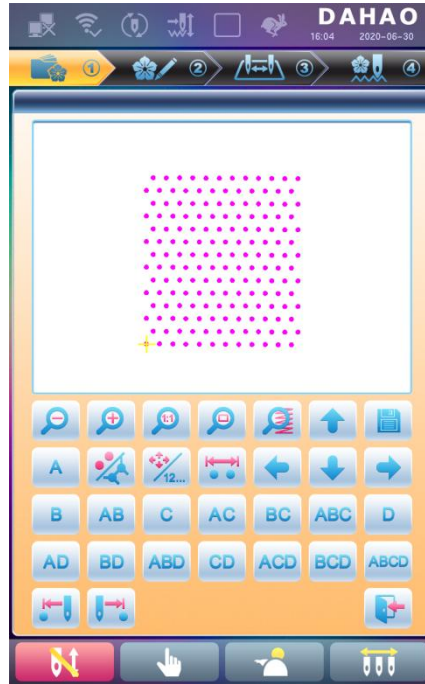 DAHAO
16:04 2020-06-30
① ② ③ ④
1:1
A 12...
B AB C AC BC ABC D
AD BD ABD CD ACD BCD ABCD